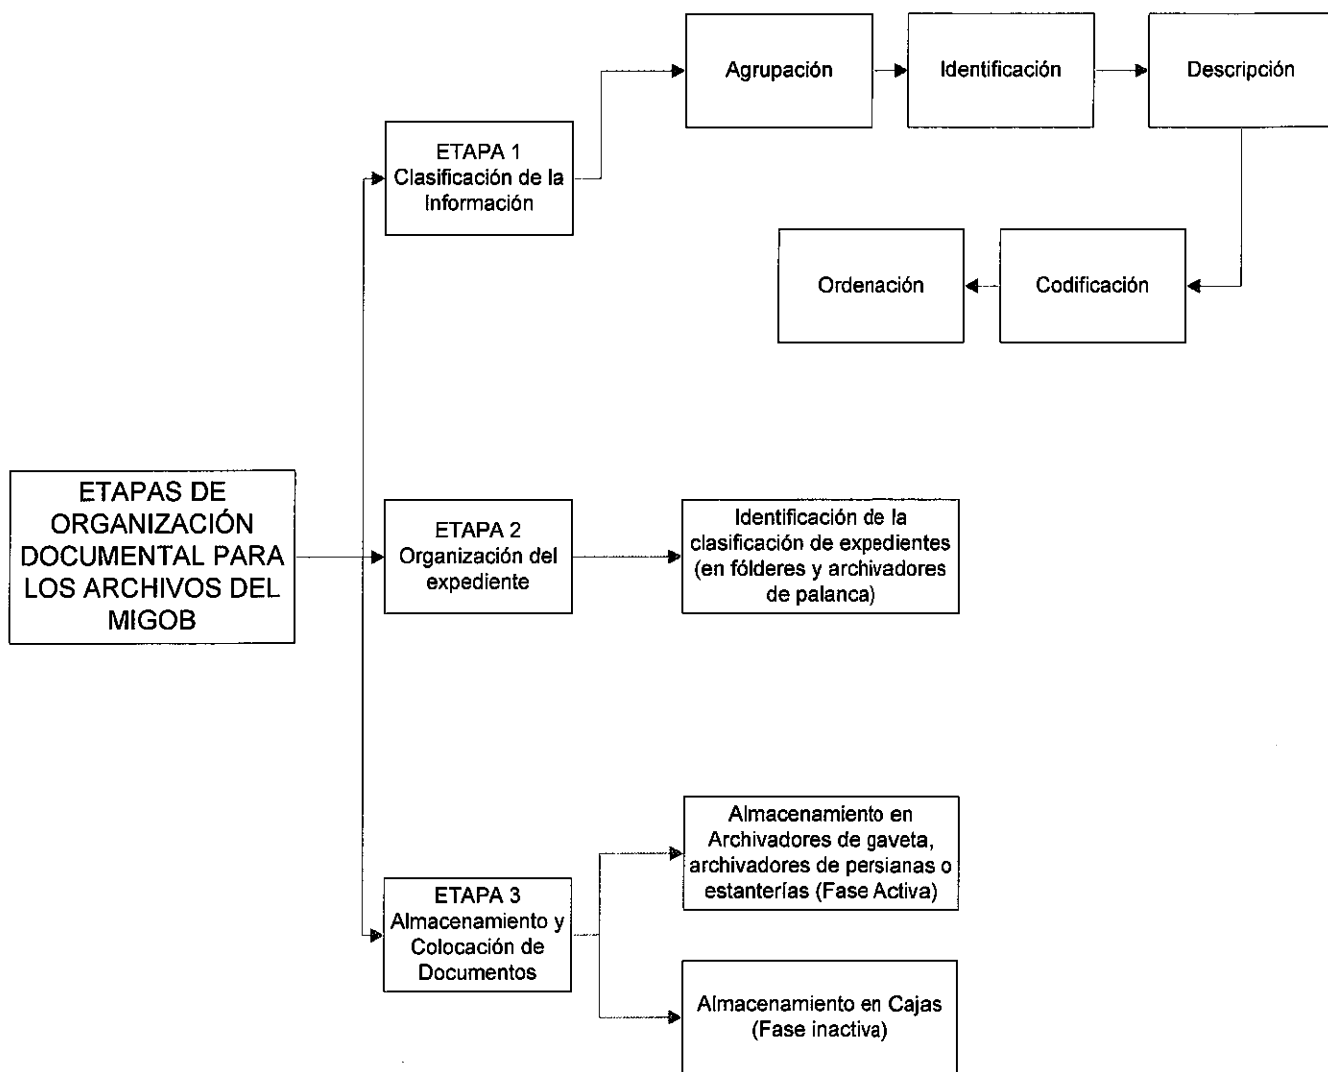 ETAPAS DE
ORGANIZACIÓN
DOCUMENTAL PARA
LOS ARCHIVOS DEL
MIGOB
ETAPA 1
Clasificación de la
Información
Agrupación
Identificación
Descripción
Codificación
Ordenación
ETAPA 2
Organización del
expediente
Identificación de la
clasificación de expedientes
(en fólderes y archivadores
de palanca)
ETAPA 3
Almacenamiento y
Colocación de
Documentos
Almacenamiento en
Archivadores de gaveta,
archivadores de persianas o
estanterías (Fase Activa)
Almacenamiento en Cajas
(Fase inactiva)